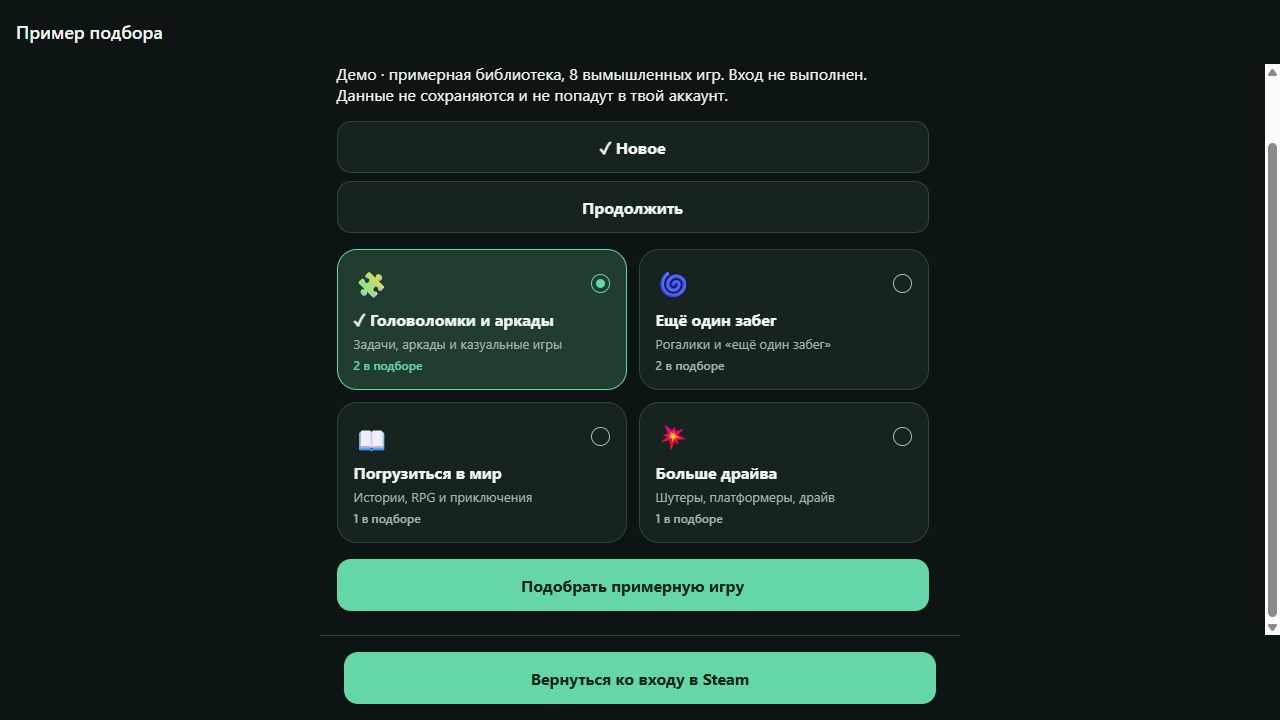 Пример подбора
Демо · примерная библиотека, 8 вымышленных игр. Вход не выполнен.
Данные не сохраняются и не попадут в твой аккаунт.
✓ Новое
Продолжить
✓ Головоломки и аркады
Задачи, аркады и казуальные игры
2 в подборе
Ещё один забег
Рогалики и «ещё один забег»
2 в подборе
Погрузиться в мир
Истории, RPG и приключения
1 в подборе
Больше драйва
Шутеры, платформеры, драйв
1 в подборе
Подобрать примерную игру
Вернуться ко входу в Steam